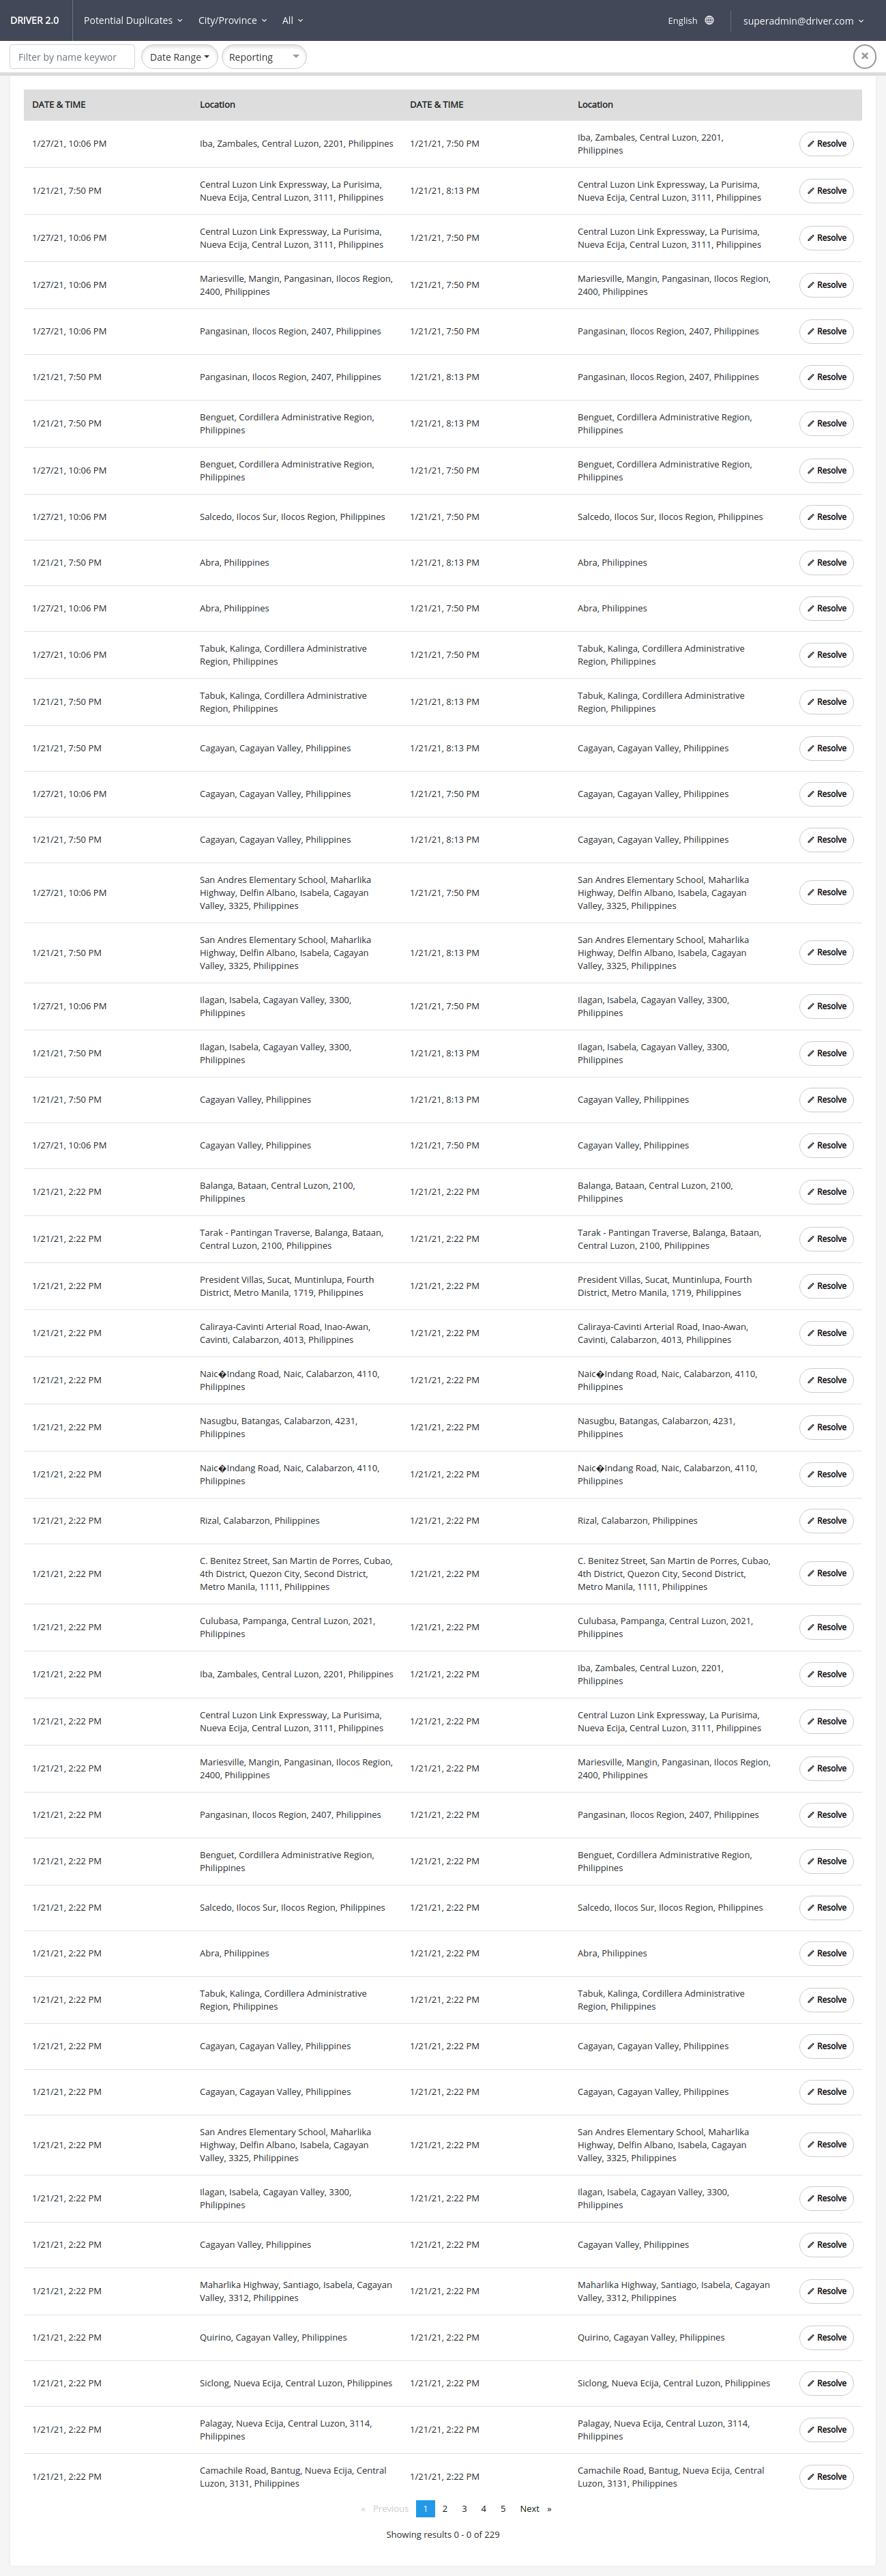 DRIVER 2.0 Potential Duplicates City/Province All English superadmin@driver.com
Filter by name keywor Date Range Reporting
DATE & TIME Location DATE & TIME Location
1/27/21, 10:06 PM Iba, Zambales, Central Luzon, 2201, Philippines 1/21/21, 7:50 PM Iba, Zambales, Central Luzon, 2201,
Philippines Resolve
1/21/21, 7:50 PM Central Luzon Link Expressway, La Purisima,
Nueva Ecija, Central Luzon, 3111, Philippines 1/21/21, 8:13 PM Central Luzon Link Expressway, La Purisima,
Nueva Ecija, Central Luzon, 3111, Philippines Resolve
1/27/21, 10:06 PM Central Luzon Link Expressway, La Purisima,
Nueva Ecija, Central Luzon, 3111, Philippines 1/21/21, 7:50 PM Central Luzon Link Expressway, La Purisima,
Nueva Ecija, Central Luzon, 3111, Philippines Resolve
1/27/21, 10:06 PM Mariesville, Mangin, Pangasinan, Ilocos Region,
2400, Philippines 1/21/21, 7:50 PM Mariesville, Mangin, Pangasinan, Ilocos Region,
2400, Philippines Resolve
1/27/21, 10:06 PM Pangasinan, Ilocos Region, 2407, Philippines 1/21/21, 7:50 PM Pangasinan, Ilocos Region, 2407, Philippines Resolve
1/21/21, 7:50 PM Pangasinan, Ilocos Region, 2407, Philippines 1/21/21, 8:13 PM Pangasinan, Ilocos Region, 2407, Philippines Resolve
1/21/21, 7:50 PM Benguet, Cordillera Administrative Region,
Philippines 1/21/21, 8:13 PM Benguet, Cordillera Administrative Region,
Philippines Resolve
1/27/21, 10:06 PM Benguet, Cordillera Administrative Region,
Philippines 1/21/21, 7:50 PM Benguet, Cordillera Administrative Region,
Philippines Resolve
1/27/21, 10:06 PM Salcedo, Ilocos Sur, Ilocos Region, Philippines 1/21/21, 7:50 PM Salcedo, Ilocos Sur, Ilocos Region, Philippines Resolve
1/21/21, 7:50 PM Abra, Philippines 1/21/21, 8:13 PM Abra, Philippines Resolve
1/27/21, 10:06 PM Abra, Philippines 1/21/21, 7:50 PM Abra, Philippines Resolve
1/27/21, 10:06 PM Tabuk, Kalinga, Cordillera Administrative
Region, Philippines 1/21/21, 7:50 PM Tabuk, Kalinga, Cordillera Administrative
Region, Philippines Resolve
1/21/21, 7:50 PM Tabuk, Kalinga, Cordillera Administrative
Region, Philippines 1/21/21, 8:13 PM Tabuk, Kalinga, Cordillera Administrative
Region, Philippines Resolve
1/21/21, 7:50 PM Cagayan, Cagayan Valley, Philippines 1/21/21, 8:13 PM Cagayan, Cagayan Valley, Philippines Resolve
1/27/21, 10:06 PM Cagayan, Cagayan Valley, Philippines 1/21/21, 7:50 PM Cagayan, Cagayan Valley, Philippines Resolve
1/21/21, 7:50 PM Cagayan, Cagayan Valley, Philippines 1/21/21, 8:13 PM Cagayan, Cagayan Valley, Philippines Resolve
1/27/21, 10:06 PM San Andres Elementary School, Maharlika
Highway, Delfin Albano, Isabela, Cagayan
Valley, 3325, Philippines 1/21/21, 7:50 PM San Andres Elementary School, Maharlika
Highway, Delfin Albano, Isabela, Cagayan
Valley, 3325, Philippines Resolve
1/21/21, 7:50 PM San Andres Elementary School, Maharlika
Highway, Delfin Albano, Isabela, Cagayan
Valley, 3325, Philippines 1/21/21, 8:13 PM San Andres Elementary School, Maharlika
Highway, Delfin Albano, Isabela, Cagayan
Valley, 3325, Philippines Resolve
1/27/21, 10:06 PM Ilagan, Isabela, Cagayan Valley, 3300,
Philippines 1/21/21, 7:50 PM Ilagan, Isabela, Cagayan Valley, 3300,
Philippines Resolve
1/21/21, 7:50 PM Ilagan, Isabela, Cagayan Valley, 3300,
Philippines 1/21/21, 8:13 PM Ilagan, Isabela, Cagayan Valley, 3300,
Philippines Resolve
1/21/21, 7:50 PM Cagayan Valley, Philippines 1/21/21, 8:13 PM Cagayan Valley, Philippines Resolve
1/27/21, 10:06 PM Cagayan Valley, Philippines 1/21/21, 7:50 PM Cagayan Valley, Philippines Resolve
1/21/21, 2:22 PM Balanga, Bataan, Central Luzon, 2100,
Philippines 1/21/21, 2:22 PM Balanga, Bataan, Central Luzon, 2100,
Philippines Resolve
1/21/21, 2:22 PM Tarak - Pantingan Traverse, Balanga, Bataan,
Central Luzon, 2100, Philippines 1/21/21, 2:22 PM Tarak - Pantingan Traverse, Balanga, Bataan,
Central Luzon, 2100, Philippines Resolve
1/21/21, 2:22 PM President Villas, Sucat, Muntinlupa, Fourth
District, Metro Manila, 1719, Philippines 1/21/21, 2:22 PM President Villas, Sucat, Muntinlupa, Fourth
District, Metro Manila, 1719, Philippines Resolve
1/21/21, 2:22 PM Caliraya-Cavinti Arterial Road, Inao-Awan,
Cavinti, Calabarzon, 4013, Philippines 1/21/21, 2:22 PM Caliraya-Cavinti Arterial Road, Inao-Awan,
Cavinti, Calabarzon, 4013, Philippines Resolve
1/21/21, 2:22 PM Naic�Indang Road, Naic, Calabarzon, 4110,
Philippines 1/21/21, 2:22 PM Naic�Indang Road, Naic, Calabarzon, 4110,
Philippines Resolve
1/21/21, 2:22 PM Nasugbu, Batangas, Calabarzon, 4231,
Philippines 1/21/21, 2:22 PM Nasugbu, Batangas, Calabarzon, 4231,
Philippines Resolve
1/21/21, 2:22 PM Naic�Indang Road, Naic, Calabarzon, 4110,
Philippines 1/21/21, 2:22 PM Naic�Indang Road, Naic, Calabarzon, 4110,
Philippines Resolve
1/21/21, 2:22 PM Rizal, Calabarzon, Philippines 1/21/21, 2:22 PM Rizal, Calabarzon, Philippines Resolve
1/21/21, 2:22 PM C. Benitez Street, San Martin de Porres, Cubao,
4th District, Quezon City, Second District,
Metro Manila, 1111, Philippines 1/21/21, 2:22 PM C. Benitez Street, San Martin de Porres, Cubao,
4th District, Quezon City, Second District,
Metro Manila, 1111, Philippines Resolve
1/21/21, 2:22 PM Culubasa, Pampanga, Central Luzon, 2021,
Philippines 1/21/21, 2:22 PM Culubasa, Pampanga, Central Luzon, 2021,
Philippines Resolve
1/21/21, 2:22 PM Iba, Zambales, Central Luzon, 2201, Philippines 1/21/21, 2:22 PM Iba, Zambales, Central Luzon, 2201,
Philippines Resolve
1/21/21, 2:22 PM Central Luzon Link Expressway, La Purisima,
Nueva Ecija, Central Luzon, 3111, Philippines 1/21/21, 2:22 PM Central Luzon Link Expressway, La Purisima,
Nueva Ecija, Central Luzon, 3111, Philippines Resolve
1/21/21, 2:22 PM Mariesville, Mangin, Pangasinan, Ilocos Region,
2400, Philippines 1/21/21, 2:22 PM Mariesville, Mangin, Pangasinan, Ilocos Region,
2400, Philippines Resolve
1/21/21, 2:22 PM Pangasinan, Ilocos Region, 2407, Philippines 1/21/21, 2:22 PM Pangasinan, Ilocos Region, 2407, Philippines Resolve
1/21/21, 2:22 PM Benguet, Cordillera Administrative Region,
Philippines 1/21/21, 2:22 PM Benguet, Cordillera Administrative Region,
Philippines Resolve
1/21/21, 2:22 PM Salcedo, Ilocos Sur, Ilocos Region, Philippines 1/21/21, 2:22 PM Salcedo, Ilocos Sur, Ilocos Region, Philippines Resolve
1/21/21, 2:22 PM Abra, Philippines 1/21/21, 2:22 PM Abra, Philippines Resolve
1/21/21, 2:22 PM Tabuk, Kalinga, Cordillera Administrative
Region, Philippines 1/21/21, 2:22 PM Tabuk, Kalinga, Cordillera Administrative
Region, Philippines Resolve
1/21/21, 2:22 PM Cagayan, Cagayan Valley, Philippines 1/21/21, 2:22 PM Cagayan, Cagayan Valley, Philippines Resolve
1/21/21, 2:22 PM Cagayan, Cagayan Valley, Philippines 1/21/21, 2:22 PM Cagayan, Cagayan Valley, Philippines Resolve
1/21/21, 2:22 PM San Andres Elementary School, Maharlika
Highway, Delfin Albano, Isabela, Cagayan
Valley, 3325, Philippines 1/21/21, 2:22 PM San Andres Elementary School, Maharlika
Highway, Delfin Albano, Isabela, Cagayan
Valley, 3325, Philippines Resolve
1/21/21, 2:22 PM Ilagan, Isabela, Cagayan Valley, 3300,
Philippines 1/21/21, 2:22 PM Ilagan, Isabela, Cagayan Valley, 3300,
Philippines Resolve
1/21/21, 2:22 PM Cagayan Valley, Philippines 1/21/21, 2:22 PM Cagayan Valley, Philippines Resolve
1/21/21, 2:22 PM Maharlika Highway, Santiago, Isabela, Cagayan
Valley, 3312, Philippines 1/21/21, 2:22 PM Maharlika Highway, Santiago, Isabela, Cagayan
Valley, 3312, Philippines Resolve
1/21/21, 2:22 PM Quirino, Cagayan Valley, Philippines 1/21/21, 2:22 PM Quirino, Cagayan Valley, Philippines Resolve
1/21/21, 2:22 PM Siclong, Nueva Ecija, Central Luzon, Philippines 1/21/21, 2:22 PM Siclong, Nueva Ecija, Central Luzon, Philippines Resolve
1/21/21, 2:22 PM Palagay, Nueva Ecija, Central Luzon, 3114,
Philippines 1/21/21, 2:22 PM Palagay, Nueva Ecija, Central Luzon, 3114,
Philippines Resolve
1/21/21, 2:22 PM Camachile Road, Bantug, Nueva Ecija, Central
Luzon, 3131, Philippines 1/21/21, 2:22 PM Camachile Road, Bantug, Nueva Ecija, Central
Luzon, 3131, Philippines Resolve
« Previous 1 2 3 4 5 Next »
Showing results 0 - 0 of 229